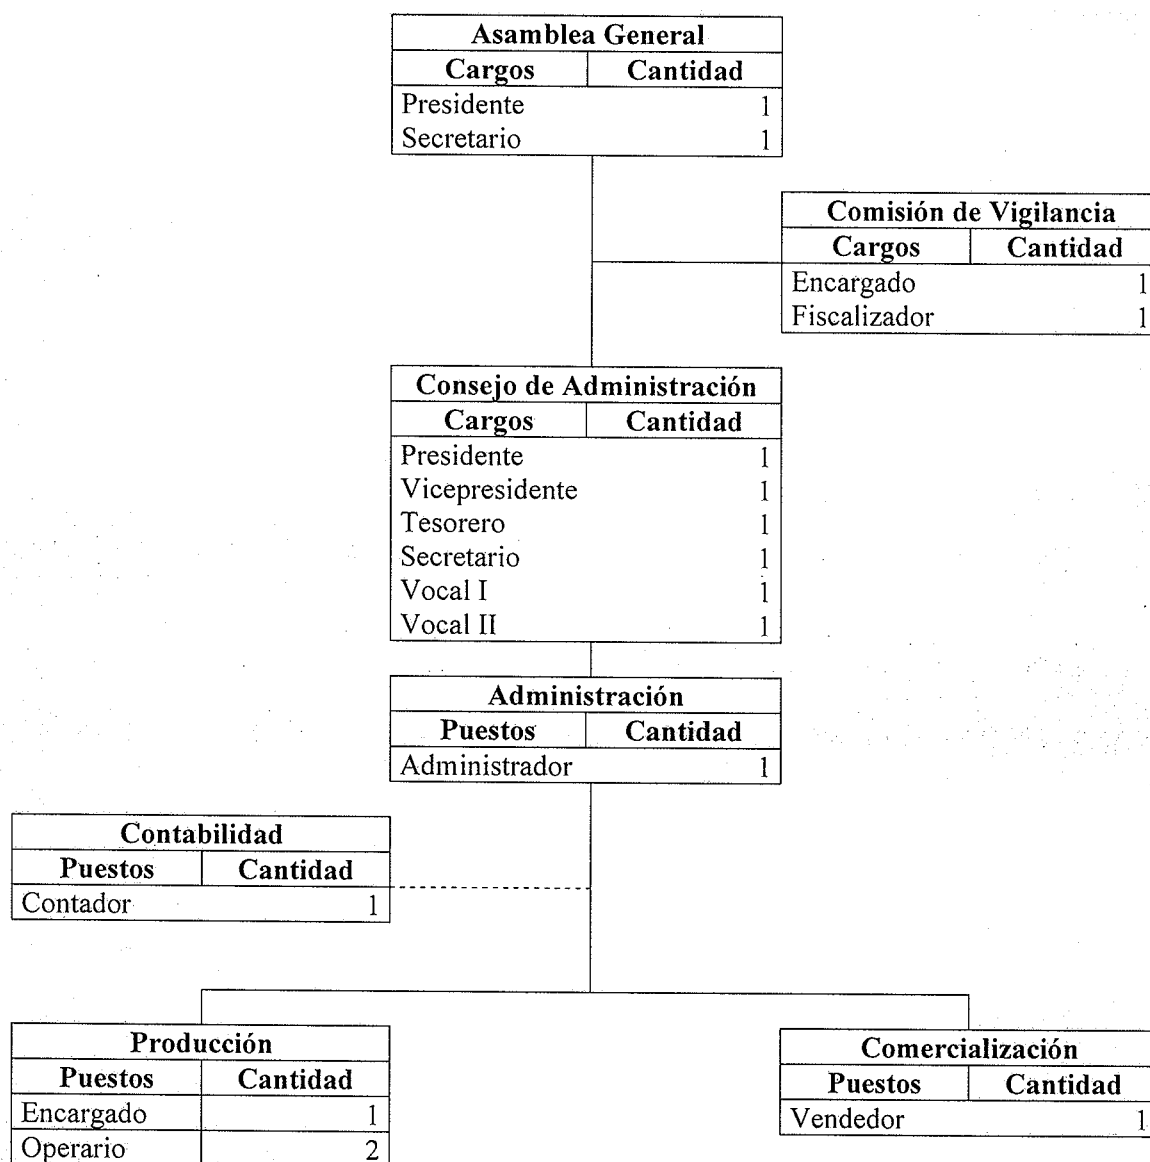 Asamblea General
Cargos Cantidad
Presidente 1
Secretario 1
Comisión de Vigilancia
Cargos Cantidad
Encargado 1
Fiscalizador 1
Consejo de Administración
Cargos Cantidad
Presidente 1
Vicepresidente 1
Tesorero 1
Secretario 1
Vocal I 1
Vocal II 1
Administración
Puestos Cantidad
Administrador 1
Contabilidad
Puestos Cantidad
Contador 1
Producción
Puestos Cantidad
Encargado 1
Operario 2
Comercialización
Puestos Cantidad
Vendedor 1